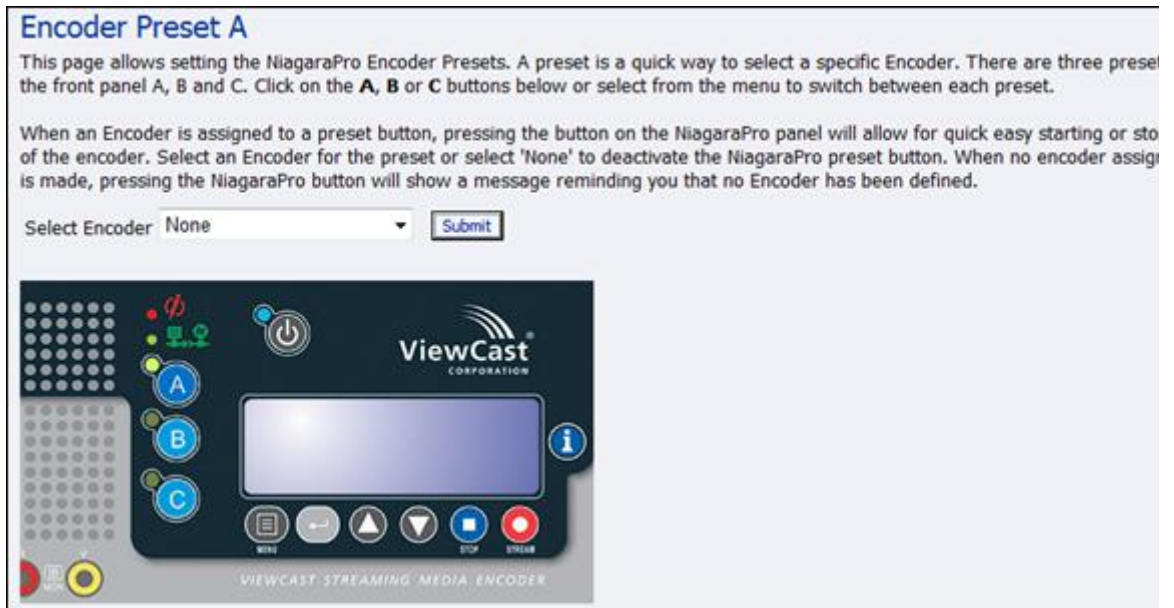 Encoder Preset A
This page allows setting the NiagaraPro Encoder Presets. A preset is a quick way to select a specific Encoder. There are three preset
the front panel A, B and C. Click on the A, B or C buttons below or select from the menu to switch between each preset.
When an Encoder is assigned to a preset button, pressing the button on the NiagaraPro panel will allow for quick easy starting or sto
of the encoder. Select an Encoder for the preset or select 'None' to deactivate the NiagaraPro preset button. When no encoder assign
is made, pressing the NiagaraPro button will show a message reminding you that no Encoder has been defined.
Select Encoder None Submit
ViewCast®
CORPORATION
A
B
i
C
MENU STOP STREAM
VIEWCAST STREAMING MEDIA ENCODER